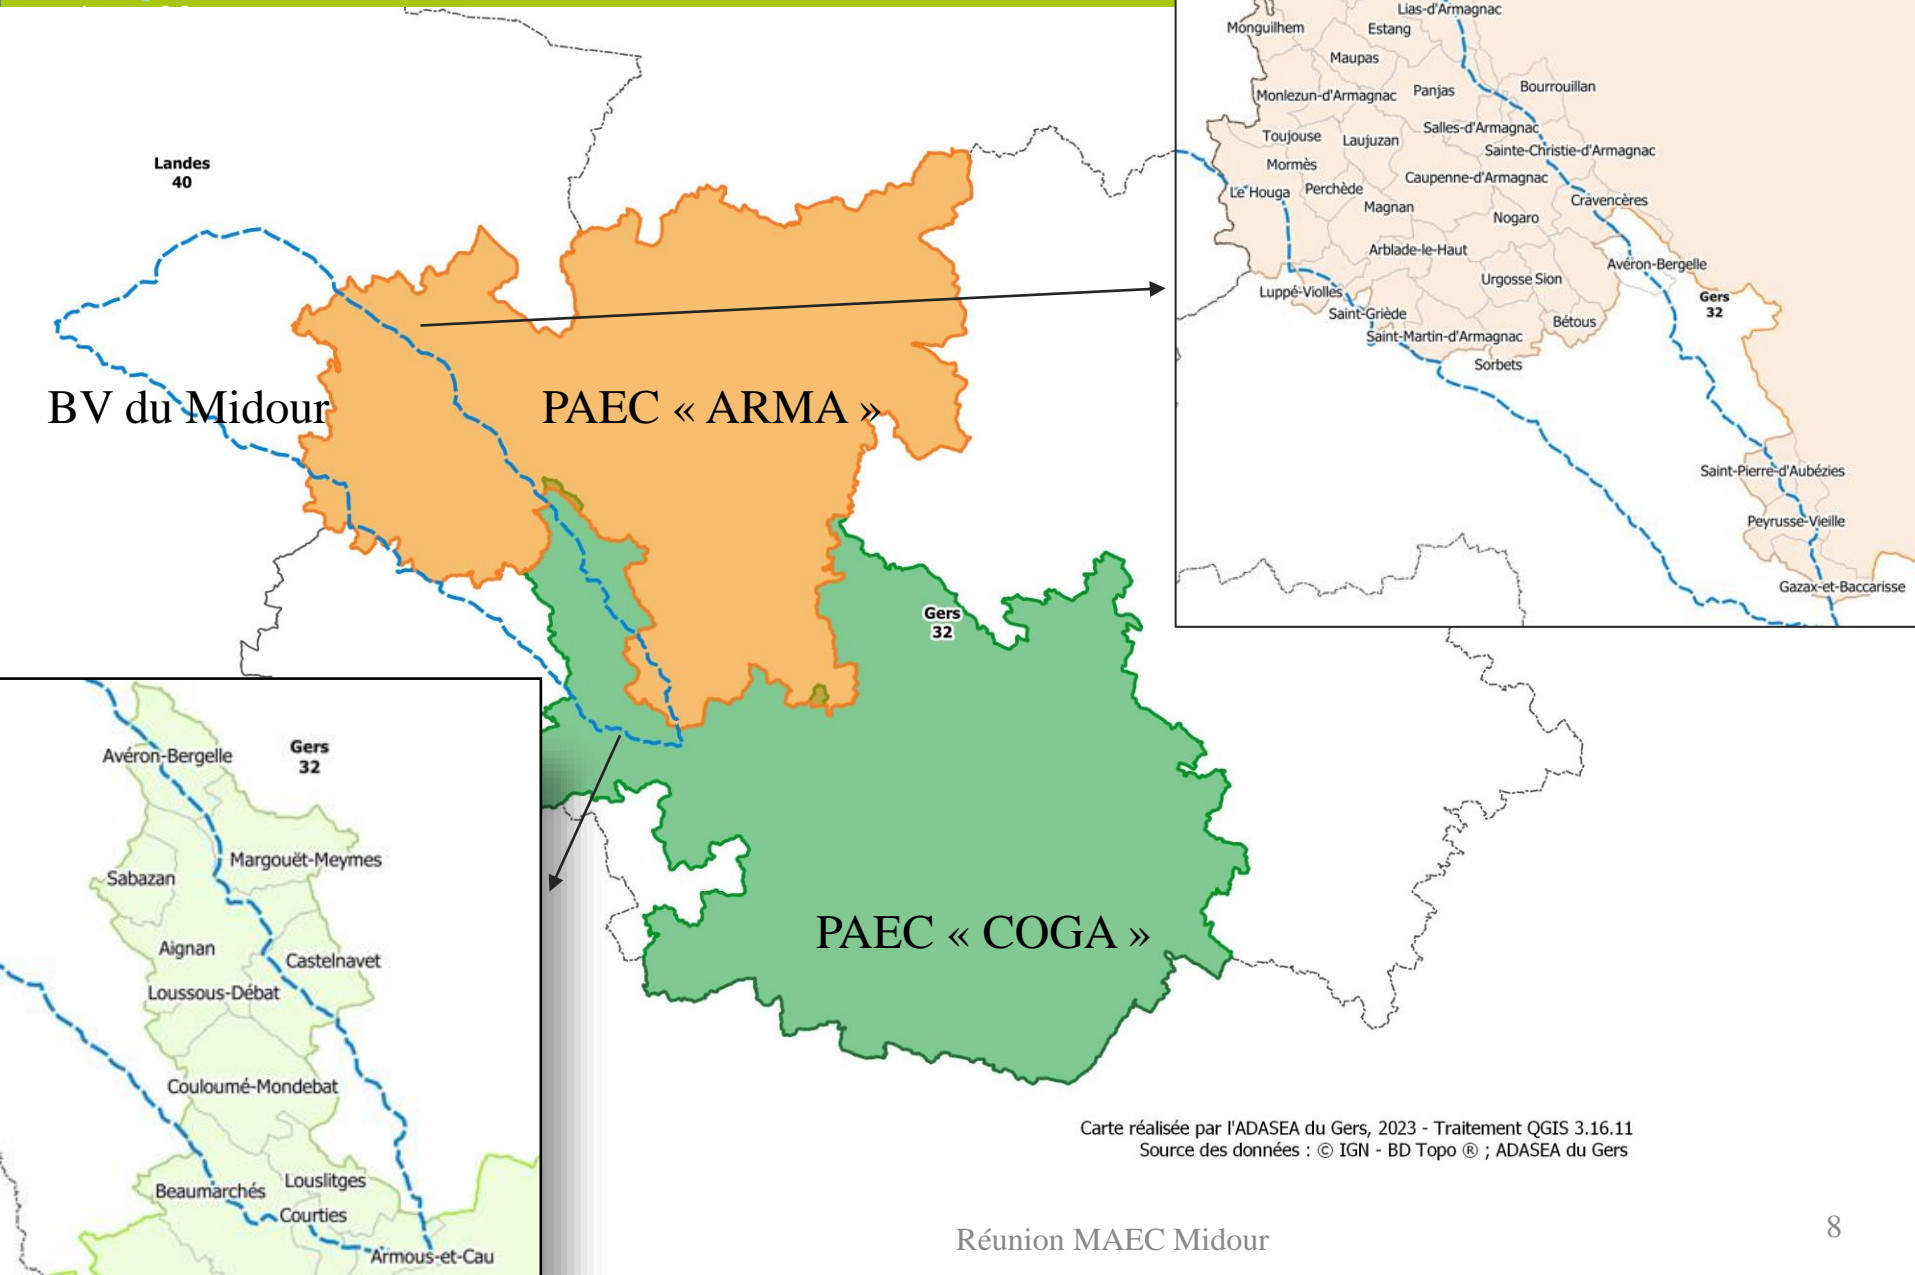 Landes
40
BV du Midour
PAEC « ARMA »
Gers
32
PAEC « COGA »
Lias-d'Armagnac
Monguilhem
Estang
Maupas
Monlezun-d'Armagnac
Panjas
Bourrouillan
Toujouse
Laujuzan
Salles-d'Armagnac
Sainte-Christie-d'Armagnac
Mormès
Caupenne-d'Armagnac
Le Houga
Perchède
Magnan
Cravencères
Nogaro
Arblade-le-Haut
Avéron-Bergelle
Urgosse Sion
Luppé-Violles
Gers
32
Saint-Griède
Bétous
Saint-Martin-d'Armagnac
Sorbets
Saint-Pierre-d'Aubézies
Peyrusse-Vieille
Gazax-et-Baccarisse
Avéron-Bergelle
Gers
32
Margouët-Meymes
Sabazan
Aignan
Castelnavet
Loussous-Débat
Couloumé-Mondebat
Louslitges
Beaumarchés
Courties
Armous-et-Cau
Carte réalisée par l'ADASEA du Gers, 2023 - Traitement QGIS 3.16.11
Source des données : © IGN - BD Topo ® ; ADASEA du Gers
Réunion MAEC Midour
8